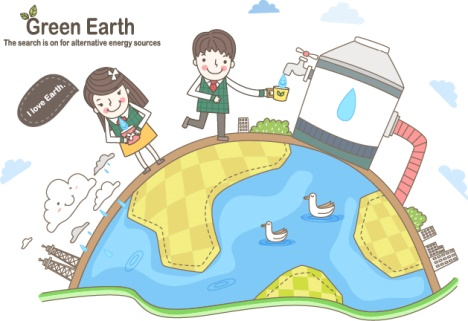 Green Earth
The search is on for alternative energy sources
I love Earth.